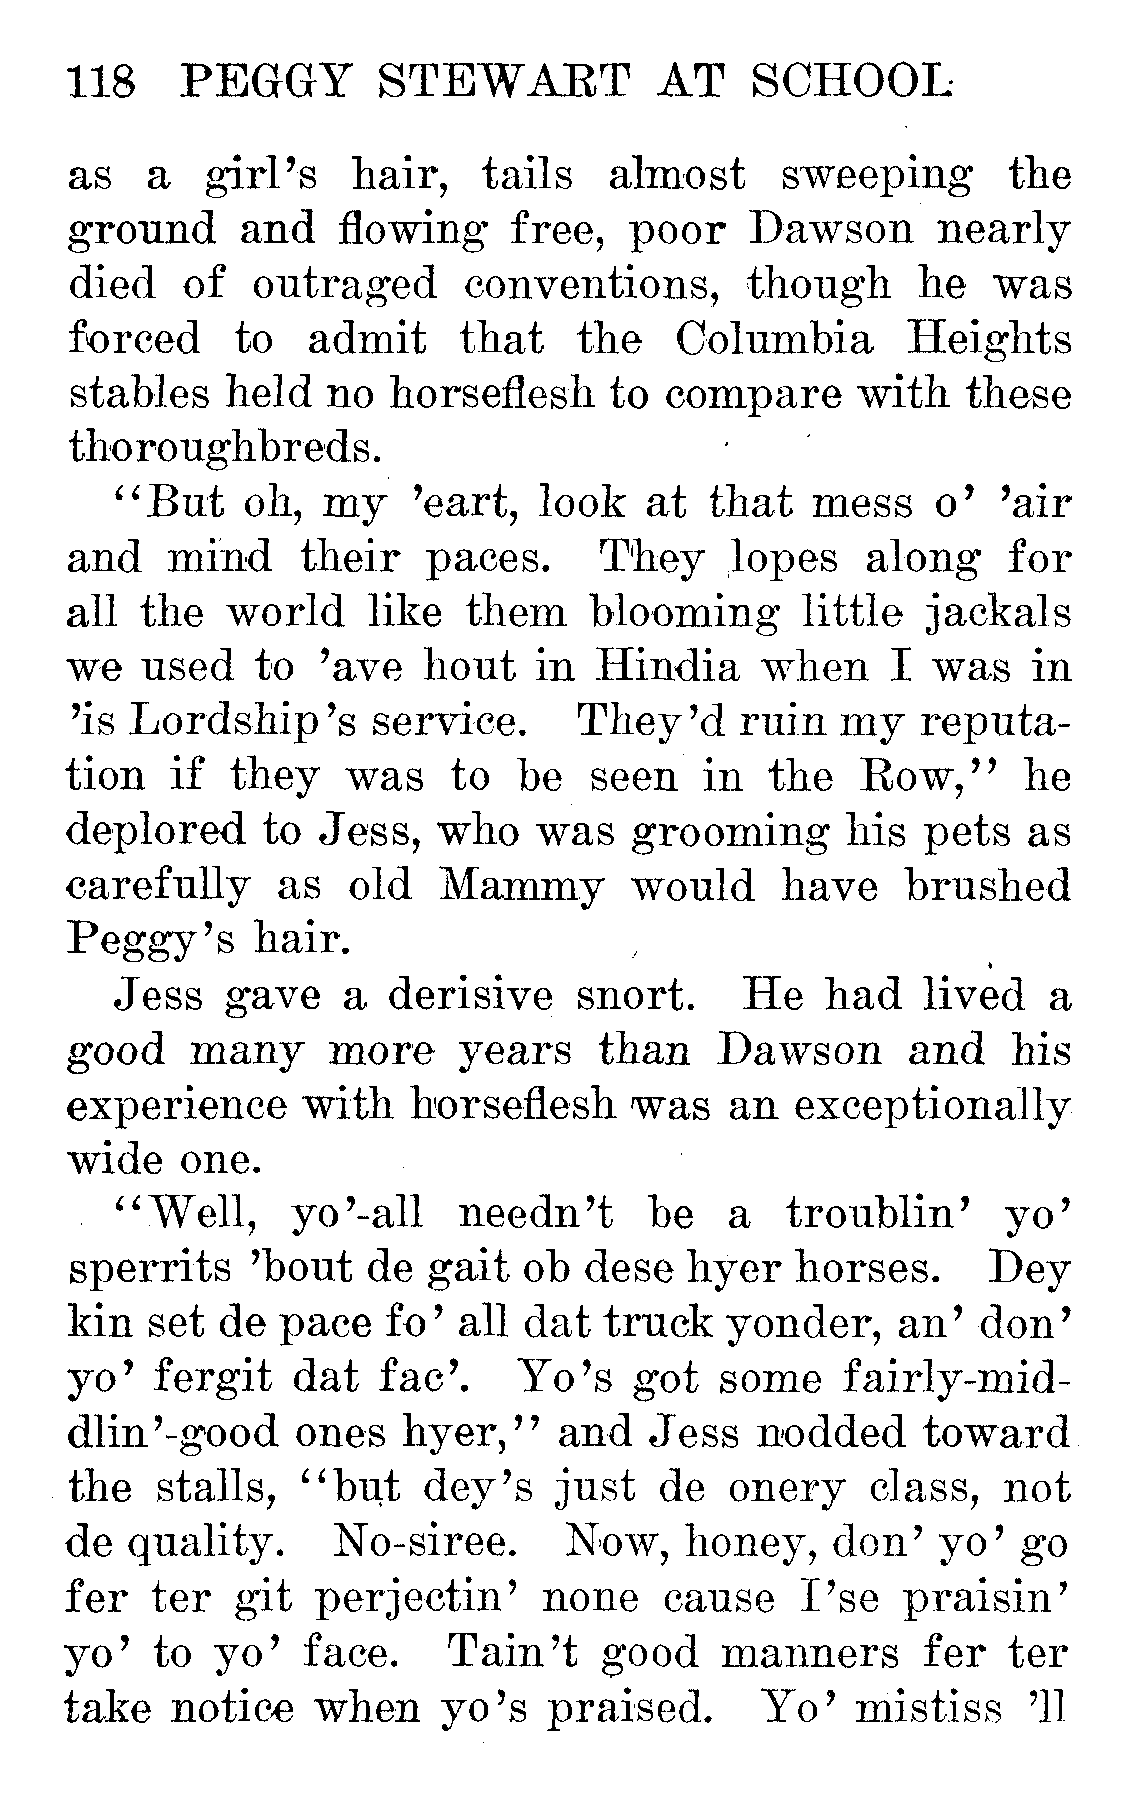 118 PEGGY STEWART AT SCHOOL
as a girl's hair, tails almost sweeping the
ground and flowing free, poor Dawson nearly
died of outraged conventions, though he was
forced to admit that the Columbia Heights
stables held no horseflesh to compare with these
thoroughbreds.
"But oh, my 'eart, look at that mess o' 'air
and mind their paces. They lopes along for
all the world like them blooming little jackals
we used to 'ave hout in Hindia when I was in
'is Lordship's service. They'd ruin my reputa-
tion if they was to be seen in the Row," he
deplored to Jess, who was grooming his pets as
carefully as old Mammy would have brushed
Peggy's hair.
Jess gave a derisive snort. He had lived a
good many more years than Dawson and his
experience with horseflesh was an exceptionally
wide one.
"Well, yo'-all needn't be a troublin' yo'
sperrits 'bout de gait ob dese hyer horses. Dey
kin set de pace fo' all dat truck yonder, an' don'
yo' fergit dat fac'. Yo's got some fairly-mid-
dlin'-good ones hyer," and Jess nodded toward
the stalls, "but dey's just de onery class, not
de quality. No-siree. Now, honey, don' yo' go
fer ter git perjectin' none cause I'se praisin'
yo' to yo' face. Tain't good manners fer ter
take notice when yo's praised. Yo' mistiss 'll